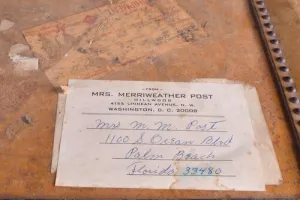 FROM
MRS. MERRIWEATHER POST
HILLWOOD
4155 LINNEAN AVENUE, N. W.
WASHINGTON, D. C. 20008
Mrs M. M. Post
1100 S Ocean Blvd
Palm Beach
Florida 33480